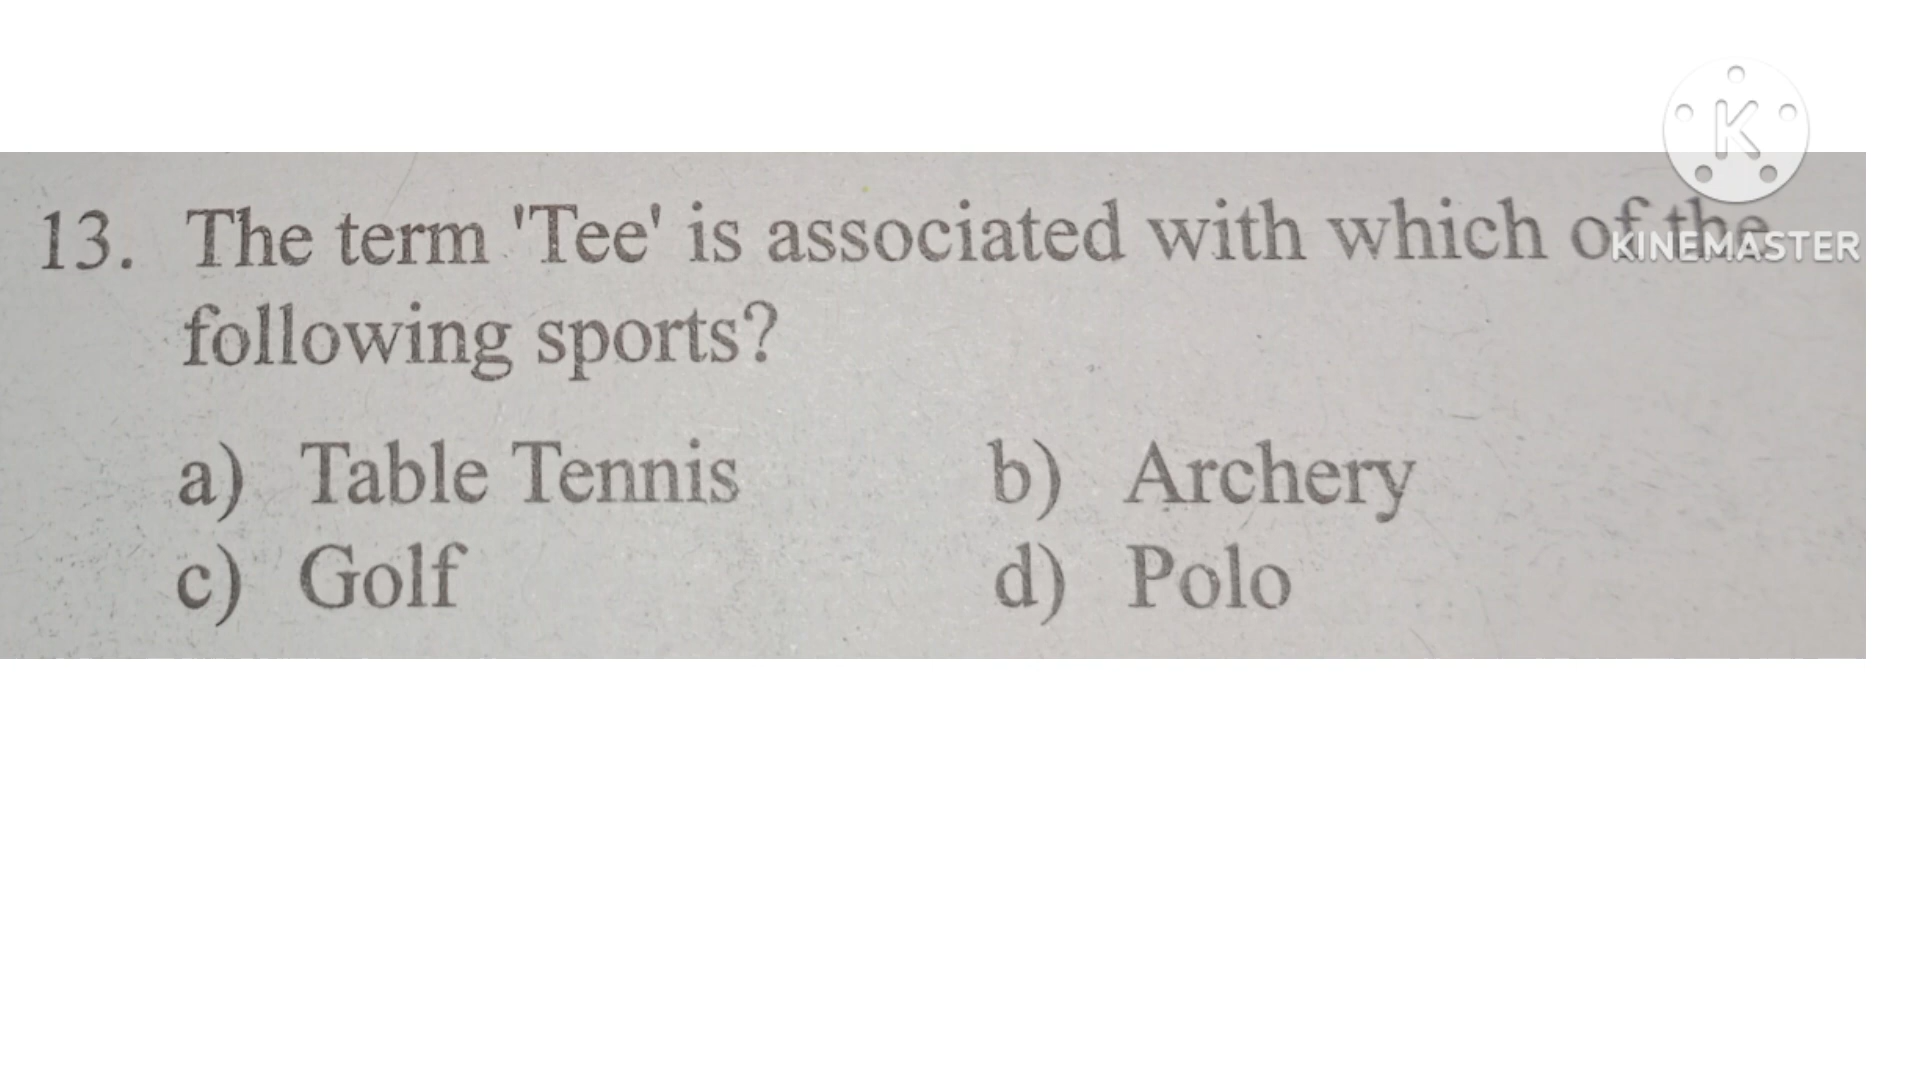 K
13. The term 'Tee' is associated with which of the
KINEMASTER
following sports?
a) Table Tennis b) Archery
c) Golf d) Polo